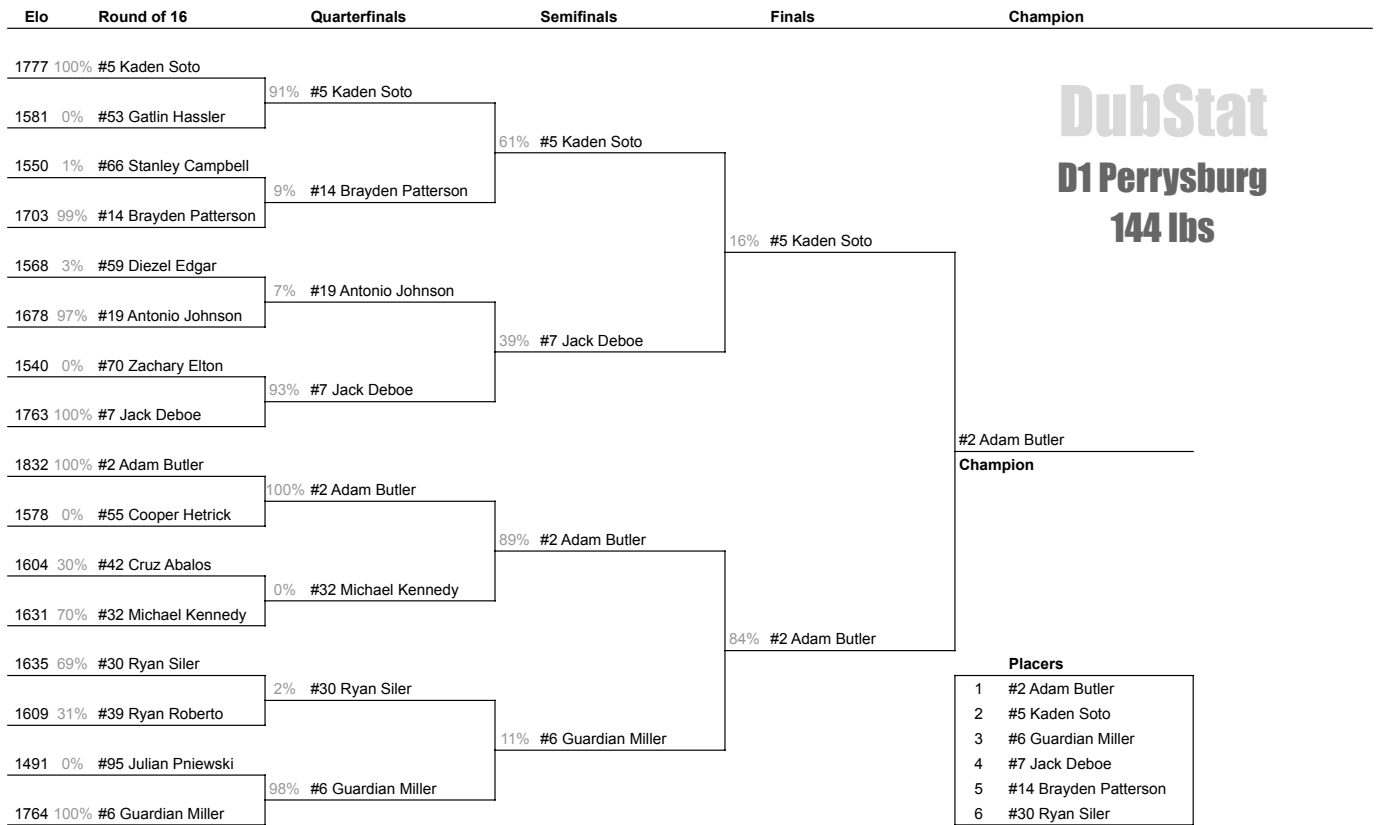 Elo Round of 16 Quarterfinals Semifinals Finals Champion
DubStat
D1 Perrysburg
144 lbs
1777 100% #5 Kaden Soto
91% #5 Kaden Soto
1581 0% #53 Gatlin Hassler
61% #5 Kaden Soto
1550 1% #66 Stanley Campbell
9% #14 Brayden Patterson
1703 99% #14 Brayden Patterson
16% #5 Kaden Soto
1568 3% #59 Diezel Edgar
7% #19 Antonio Johnson
1678 97% #19 Antonio Johnson
39% #7 Jack Deboe
1540 0% #70 Zachary Elton
93% #7 Jack Deboe
1763 100% #7 Jack Deboe
#2 Adam Butler
Champion
1832 100% #2 Adam Butler
100% #2 Adam Butler
1578 0% #55 Cooper Hetrick
89% #2 Adam Butler
1604 30% #42 Cruz Abalos
0% #32 Michael Kennedy
1631 70% #32 Michael Kennedy
84% #2 Adam Butler
1635 69% #30 Ryan Siler
2% #30 Ryan Siler
1609 31% #39 Ryan Roberto
11% #6 Guardian Miller
1491 0% #95 Julian Pniewski
98% #6 Guardian Miller
1764 100% #6 Guardian Miller
Placers
1 #2 Adam Butler
2 #5 Kaden Soto
3 #6 Guardian Miller
4 #7 Jack Deboe
5 #14 Brayden Patterson
6 #30 Ryan Siler